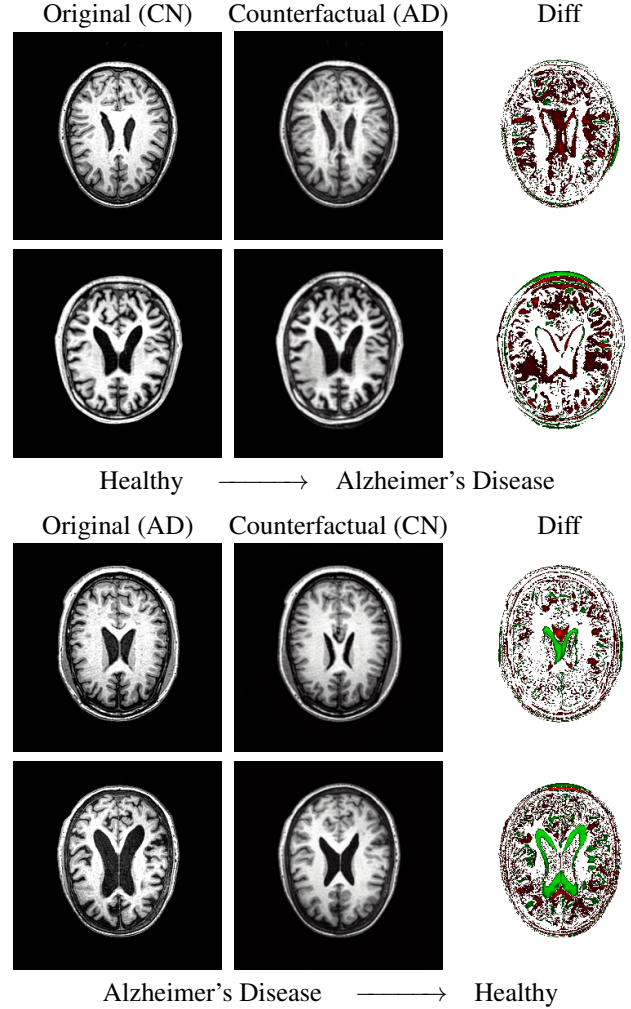 Original (CN) Counterfactual (AD) Diff
Healthy ⟶ Alzheimer's Disease
Original (AD) Counterfactual (CN) Diff
Alzheimer's Disease ⟶ Healthy